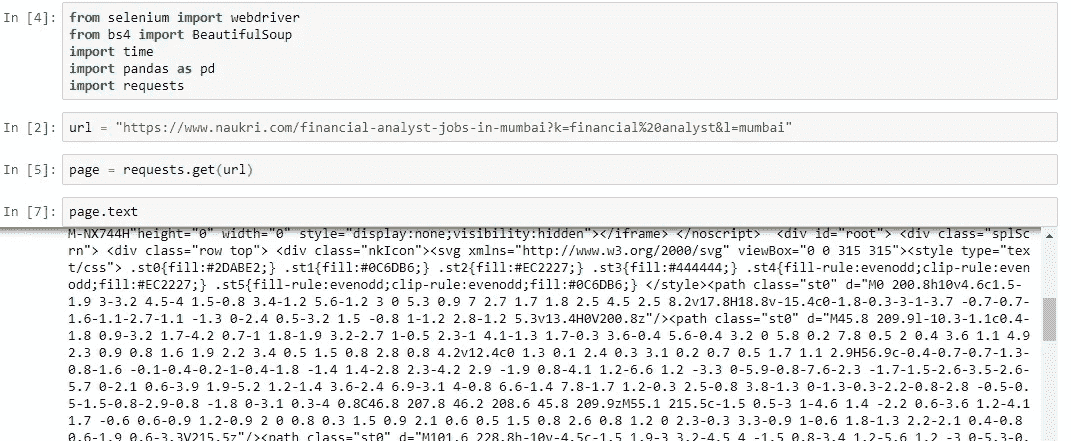 In [4]: from selenium import webdriver
from bs4 import BeautifulSoup
import time
import pandas as pd
import requests
In [2]: url = "https://www.naukri.com/financial-analyst-jobs-in-mumbai?k=financial%20analyst&l=mumbai"
In [5]: page = requests.get(url)
In [7]: page.text
M-NX744H"height="0" width="0" style="display:none;visibility:hidden"></iframe> </noscript>  <div id="root"> <div class="splSc
rn"> <div class="row top"> <div class="nkIcon"><svg xmlns="http://www.w3.org/2000/svg" viewBox="0 0 315 315"><style type="tex
t/css"> .st0{fill:#2DABE2;} .st1{fill:#0C6DB6;} .st2{fill:#EC2227;} .st3{fill:#444444;} .st4{fill-rule:evenodd;clip-rule:even
odd;fill:#EC2227;} .st5{fill-rule:evenodd;clip-rule:evenodd;fill:#0C6DB6;} </style><path class="st0" d="M0 200.8h10v4.6c1.5-
1.9 3-3.2 4.5-4 1.5-0.8 3.4-1.2 5.6-1.2 3 0 5.3 0.9 7 2.7 1.7 1.8 2.5 4.5 2.5 8.2v17.8H18.8v-15.4c0-1.8-0.3-3-1-3.7 -0.7-0.7-
1.6-1.1-2.7-1.1 -1.3 0-2.4 0.5-3.2 1.5 -0.8 1-1.2 2.8-1.2 5.3v13.4H0V200.8z"/><path class="st0" d="M45.8 209.9l-10.3-1.1c0.4-
1.8 0.9-3.2 1.7-4.2 0.7-1 1.8-1.9 3.2-2.7 1-0.5 2.3-1 4.1-1.3 1.7-0.3 3.6-0.4 5.6-0.4 3.2 0 5.8 0.2 7.8 0.5 2 0.4 3.6 1.1 4.9
2.3 0.9 0.8 1.6 1.9 2.2 3.4 0.5 1.5 0.8 2.8 0.8 4.2v12.4c0 1.3 0.1 2.4 0.3 3.1 0.2 0.7 0.5 1.7 1.1 2.9H56.9c-0.4-0.7-0.7-1.3-
0.8-1.6 -0.1-0.4-0.2-1-0.4-1.8 -1.4 1.4-2.8 2.3-4.2 2.9 -1.9 0.8-4.1 1.2-6.6 1.2 -3.3 0-5.9-0.8-7.6-2.3 -1.7-1.5-2.6-3.5-2.6-
5.7 0-2.1 0.6-3.9 1.9-5.2 1.2-1.4 3.6-2.4 6.9-3.1 4-0.8 6.6-1.4 7.8-1.7 1.2-0.3 2.5-0.8 3.8-1.3 0-1.3-0.3-2.2-0.8-2.8 -0.5-0.
5-1.5-0.8-2.9-0.8 -1.8 0-3.1 0.3-4 0.8C46.8 207.8 46.2 208.6 45.8 209.9zM55.1 215.5c-1.5 0.5-3 1-4.6 1.4 -2.2 0.6-3.6 1.2-4.1
1.7 -0.6 0.6-0.9 1.2-0.9 2 0 0.8 0.3 1.5 0.9 2.1 0.6 0.5 1.5 0.8 2.6 0.8 1.2 0 2.3-0.3 3.3-0.9 1-0.6 1.8-1.3 2.2-2.1 0.4-0.8
0.6-1.9 0.6-3.3V215.5z"/><path class="st0" d="M101.6 228.8h-10v-4.5c-1.5 1.9-3 3.2-4.5 4 -1.5 0.8-3.4 1.2-5.6 1.2 -3 0-5.3-0.